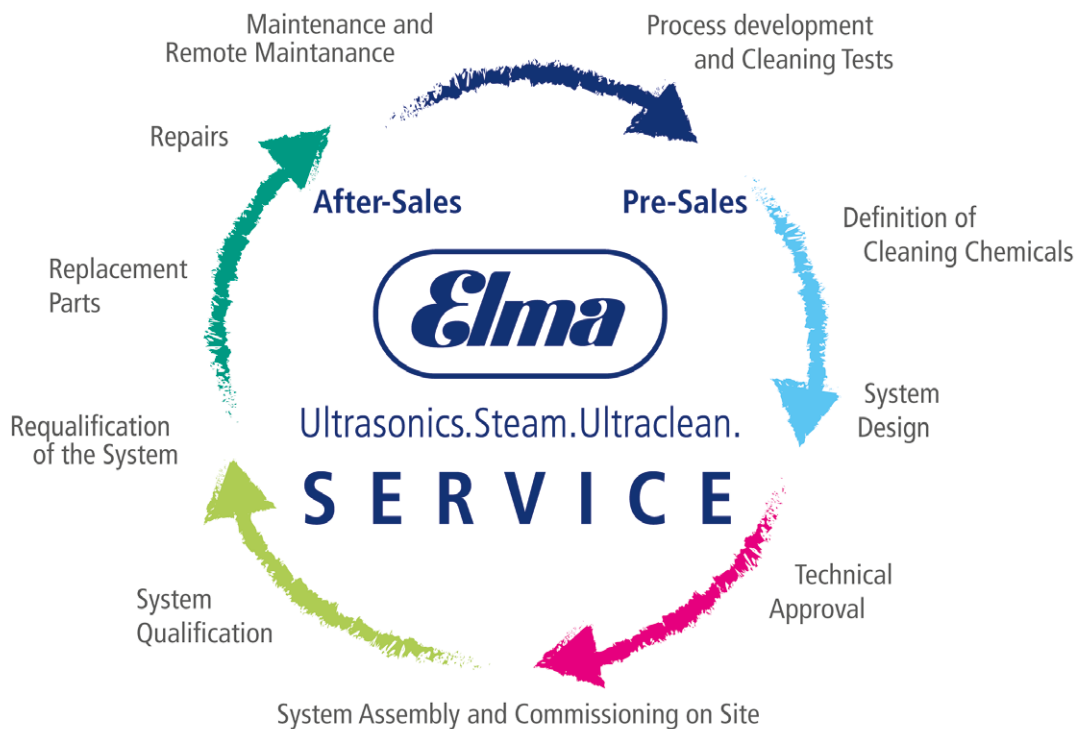 Maintenance and
Remote Maintanance
Process development
and Cleaning Tests
Repairs
After-Sales
Pre-Sales
Definition of
Cleaning Chemicals
Replacement
Parts
Elma
System
Design
Ultrasonics.Steam.Ultraclean.
Requalification
of the System
SERVICE
Technical
Approval
System
Qualification
System Assembly and Commissioning on Site